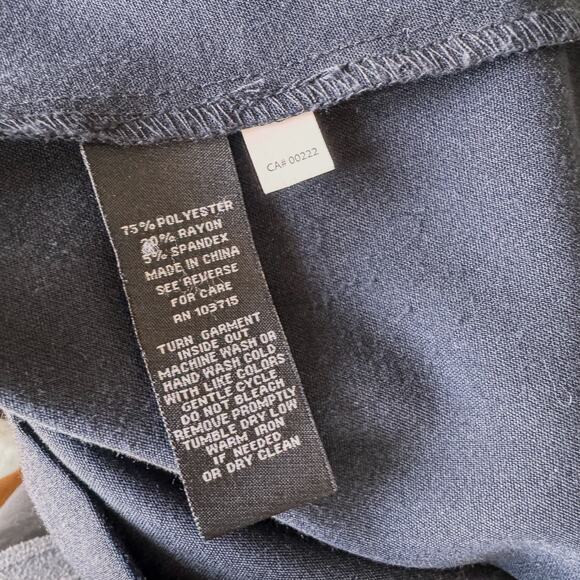 CA# 00222
75% POLYESTER
20% RAYON
5% SPANDEX
MADE IN CHINA
SEE REVERSE
FOR CARE
RN 103715
TURN GARMENT
INSIDE OUT
MACHINE WASH OR
HAND WASH COLD
WITH LIKE COLORS
GENTLE CYCLE
DO NOT BLEACH
REMOVE PROMPTLY
TUMBLE DRY LOW
WARM IRON
IF NEEDED
OR DRY CLEAN